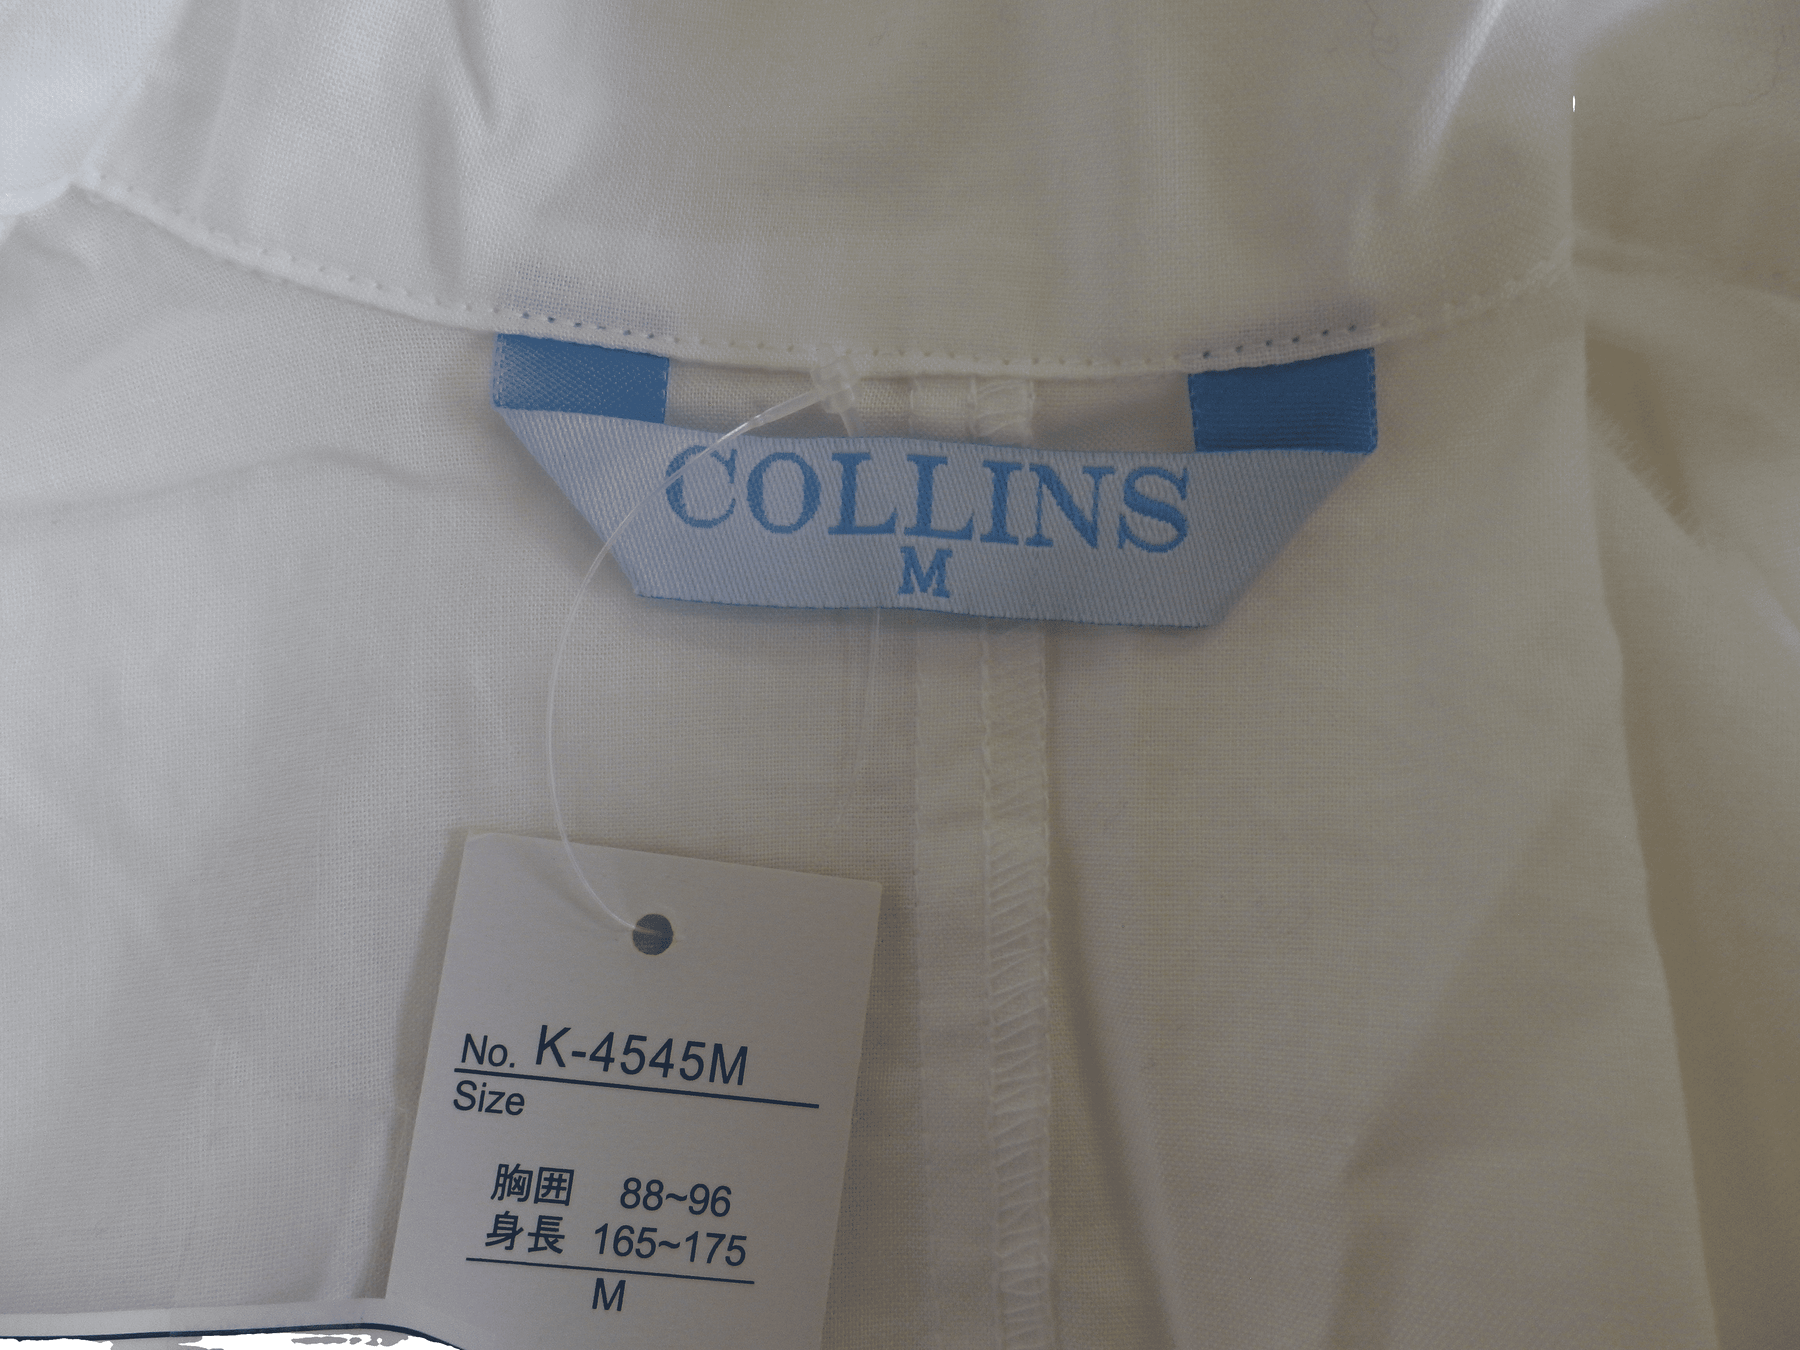 COLLINS
M
No. K-4545M
Size
胸囲 88~96
身長 165~175
M